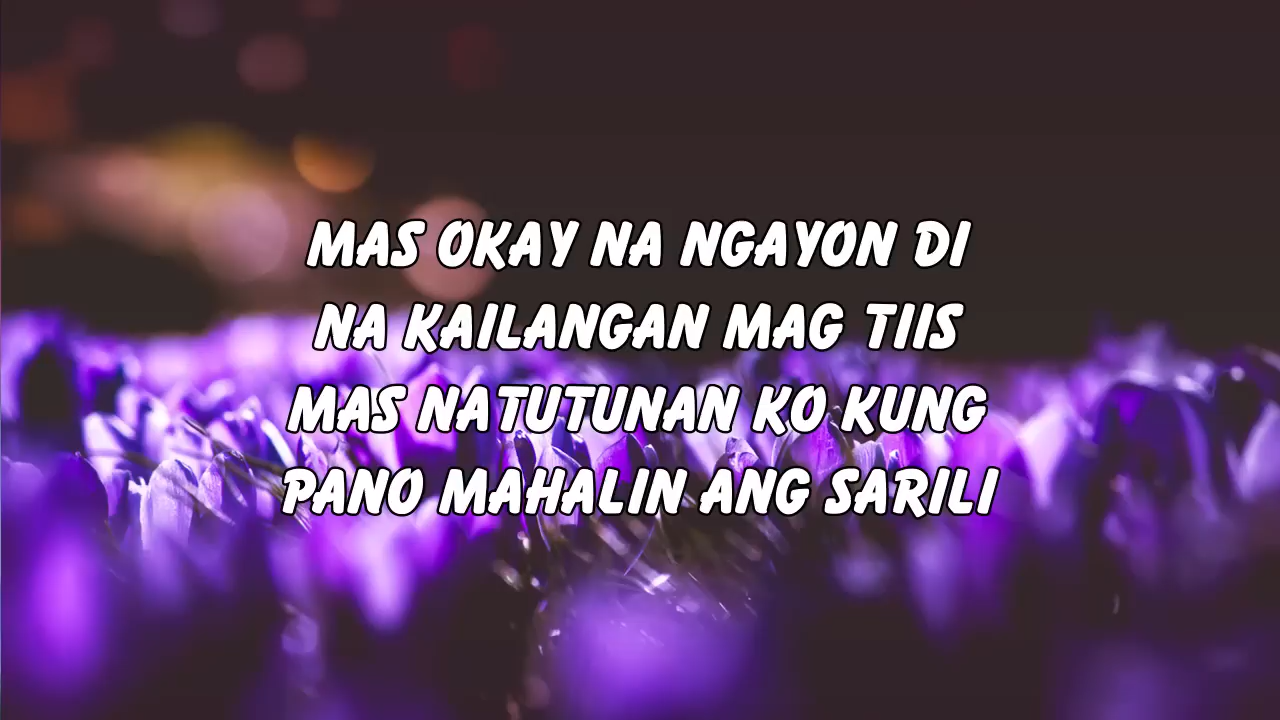 MAS OKAY NA NGAYON DI
NA KAILANGAN MAG TIIS
MAS NATUTUNAN KO KUNG
PANO MAHALIN ANG SARILI